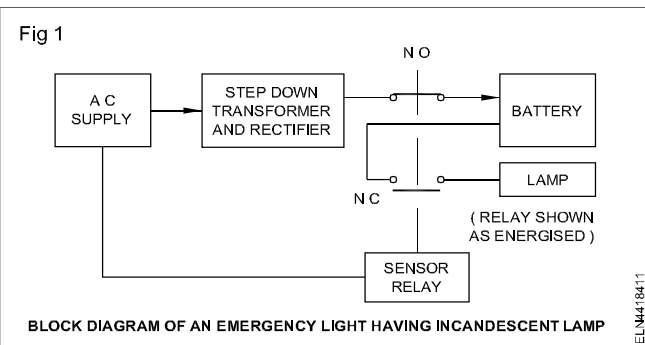 Fig 1
N O
A C
SUPPLY
STEP DOWN
TRANSFORMER
AND RECTIFIER
BATTERY
N C
LAMP
( RELAY SHOWN
AS ENERGISED )
SENSOR
RELAY
BLOCK DIAGRAM OF AN EMERGENCY LIGHT HAVING INCANDESCENT LAMP
ELN4418411